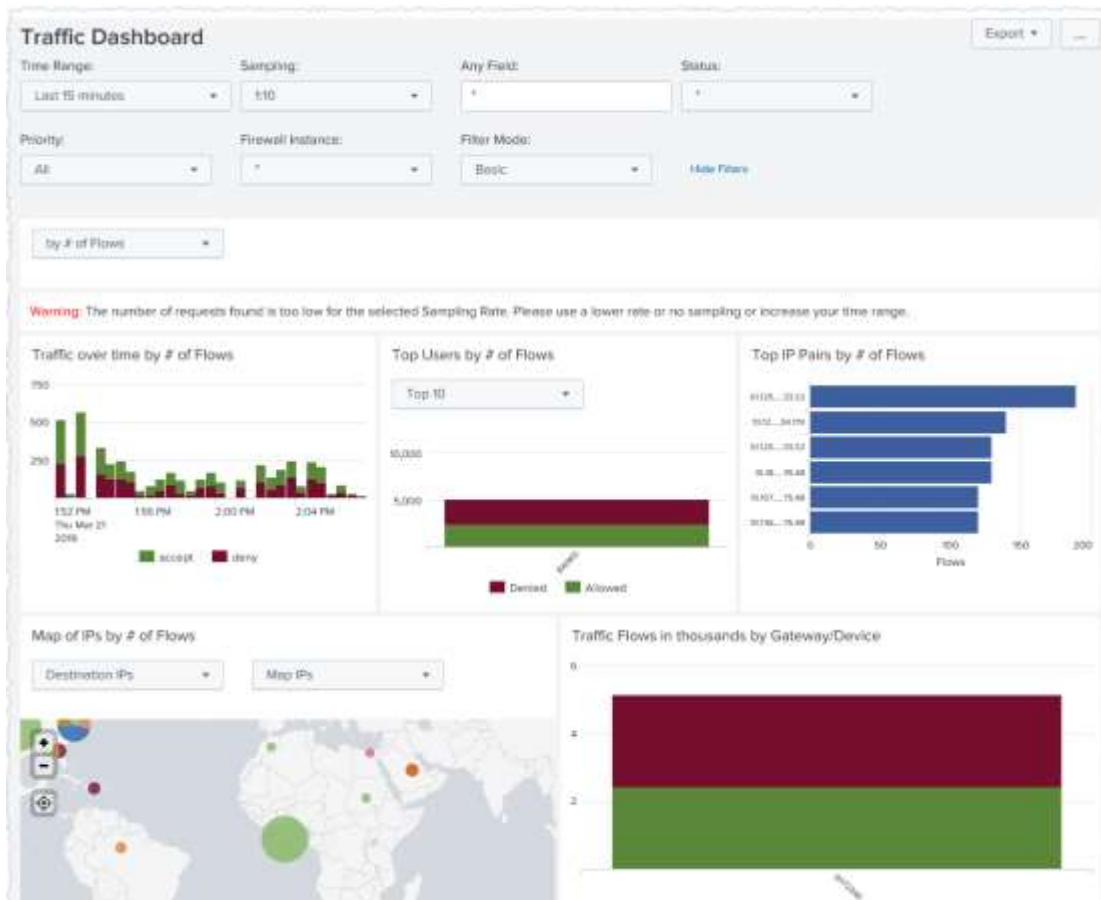 Traffic Dashboard
Export
...
Time Range: Sampling: Any Field: Status:
Last 15 minutes 1:10 * *
Priority: Firewall Instance: Filter Mode:
All * Basic Hide Filters
by # of Flows
Warning: The number of requests found is too low for the selected Sampling Rate. Please use a lower rate or no sampling or increase your time range.
Traffic over time by # of Flows
750
500
250
1:52 PM 1:56 PM 2:00 PM 2:04 PM
Thu Mar 21
accept deny
Top Users by # of Flows
Top 10
10,000
5,000
Denied Allowed
Top IP Pairs by # of Flows
0 50 100 150 200
Flows
Map of IPs by # of Flows
Destination IPs Map IPs
+
−
Traffic Flows in thousands by Gateway/Device
6
4
2